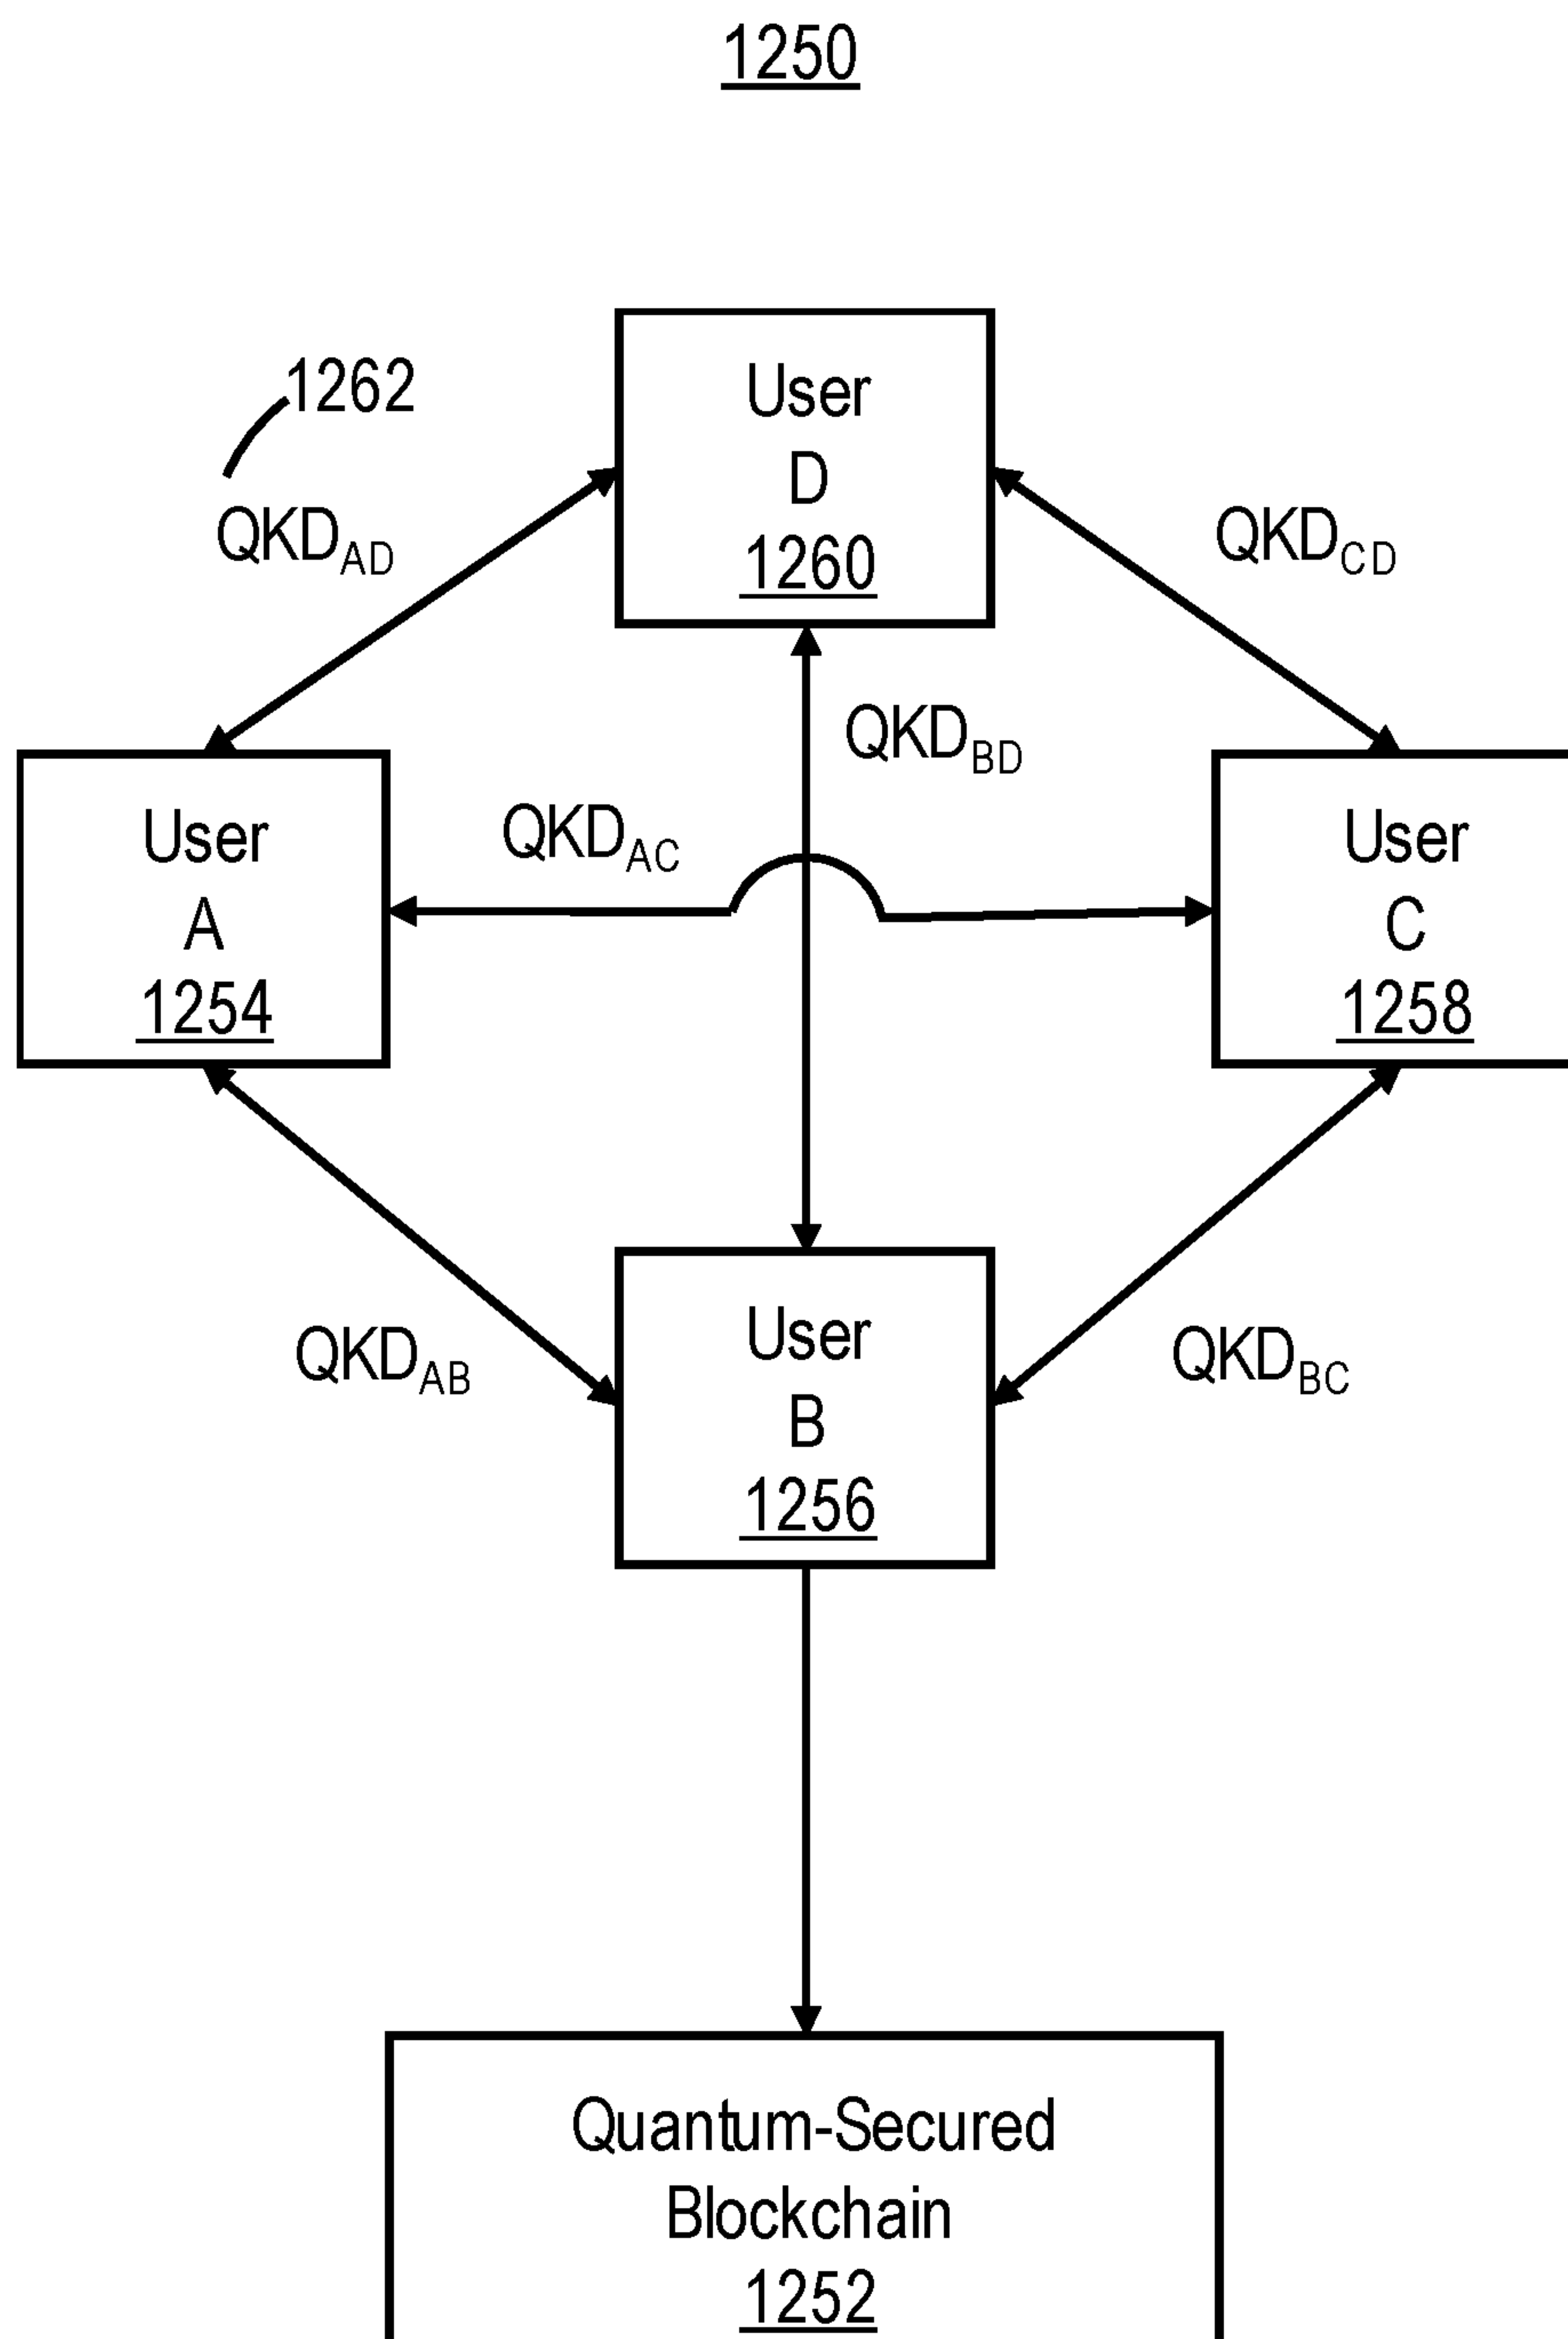 1250
1262
User
D
1260
QKDAD
QKDCD
QKDBD
QKDAC
User
A
1254
User
C
1258
QKDAB
QKDBC
User
B
1256
Quantum-Secured
Blockchain
1252